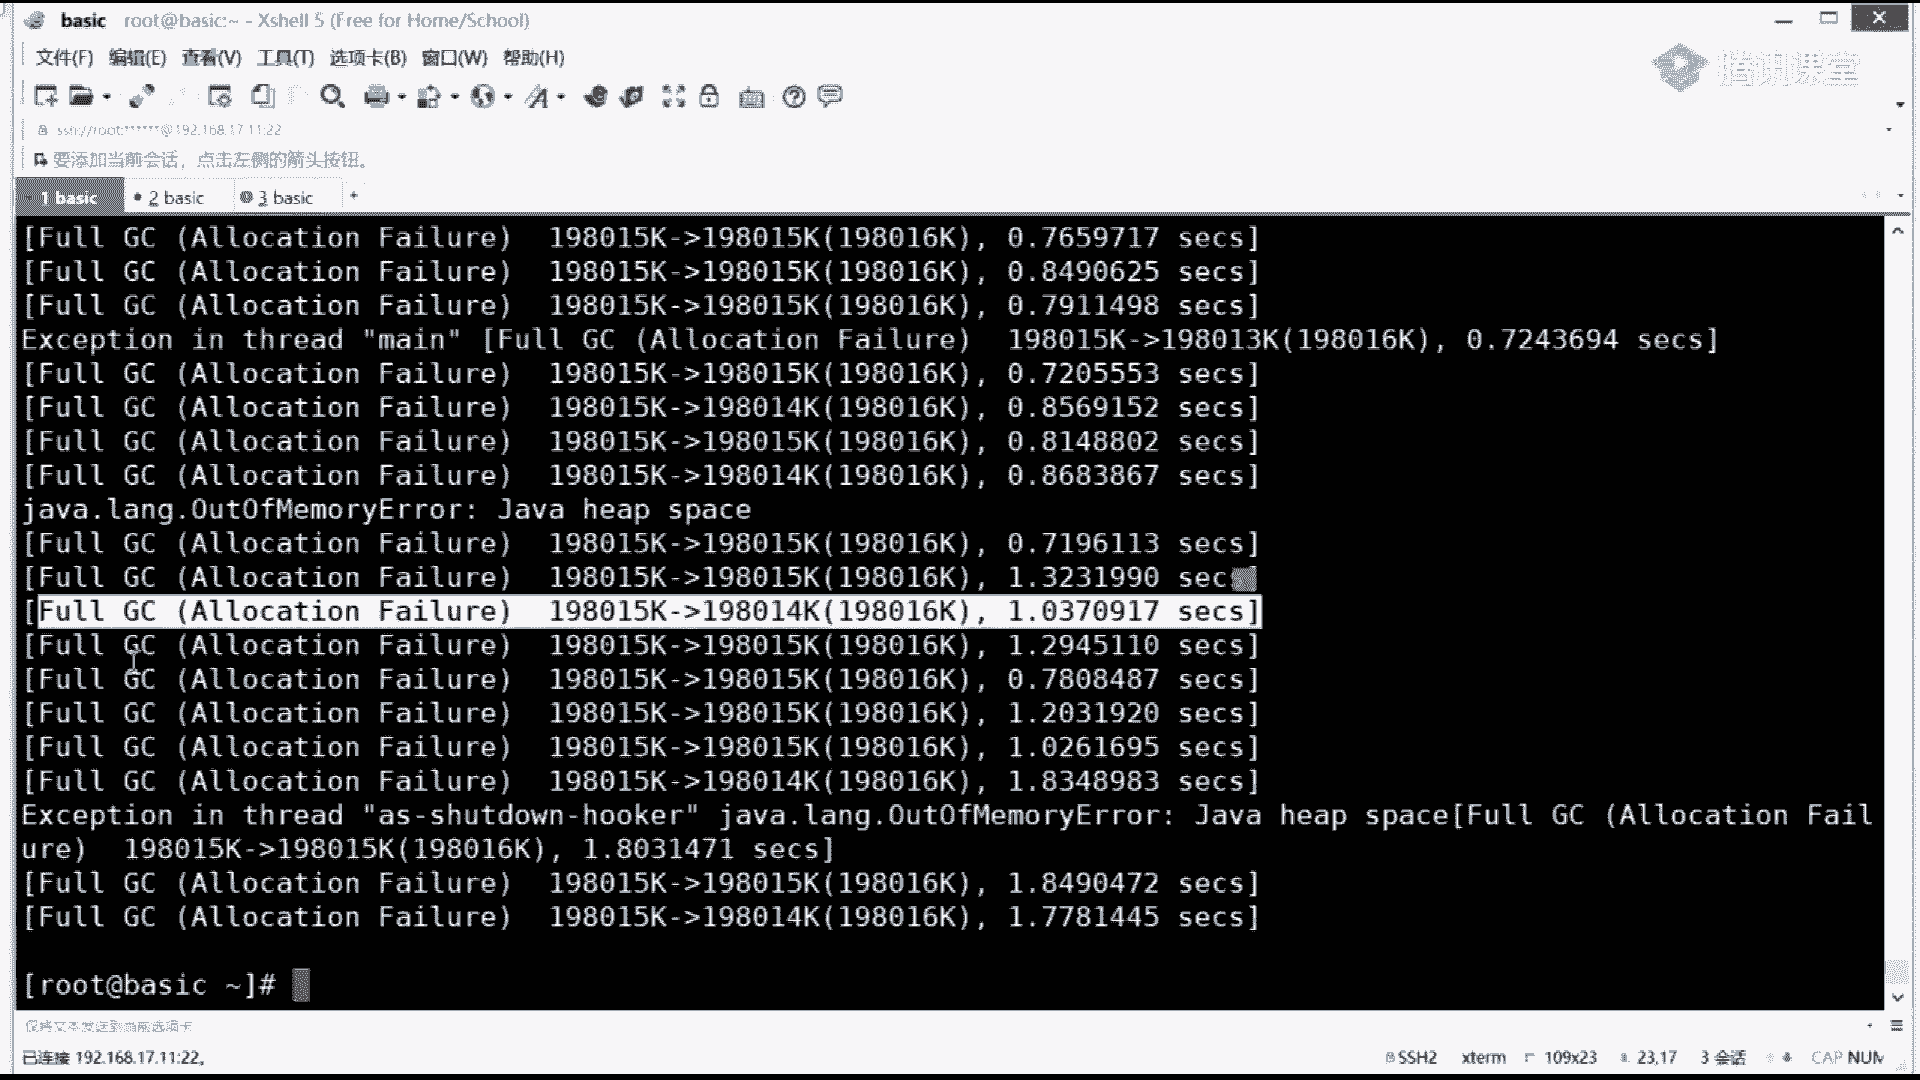 basic root@basic:~ - Xshell 5 (Free for Home/School)
文件(F) 编辑(E) 查看(V) 工具(T) 选项卡(B) 窗口(W) 帮助(H)
腾讯课堂
ssh://root:******@192.168.17.11:22
要添加当前会话，点击左侧的箭头按钮。
1 basic 2 basic 3 basic +
[Full GC (Allocation Failure)  198015K->198015K(198016K), 0.7659717 secs]
[Full GC (Allocation Failure)  198015K->198015K(198016K), 0.8490625 secs]
[Full GC (Allocation Failure)  198015K->198015K(198016K), 0.7911498 secs]
Exception in thread "main" [Full GC (Allocation Failure)  198015K->198013K(198016K), 0.7243694 secs]
[Full GC (Allocation Failure)  198015K->198015K(198016K), 0.7205553 secs]
[Full GC (Allocation Failure)  198015K->198014K(198016K), 0.8569152 secs]
[Full GC (Allocation Failure)  198015K->198015K(198016K), 0.8148802 secs]
[Full GC (Allocation Failure)  198015K->198014K(198016K), 0.8683867 secs]
java.lang.OutOfMemoryError: Java heap space
[Full GC (Allocation Failure)  198015K->198015K(198016K), 0.7196113 secs]
[Full GC (Allocation Failure)  198015K->198015K(198016K), 1.3231990 secs]
[Full GC (Allocation Failure)  198015K->198014K(198016K), 1.0370917 secs]
[Full GC (Allocation Failure)  198015K->198015K(198016K), 1.2945110 secs]
[Full GC (Allocation Failure)  198015K->198015K(198016K), 0.7808487 secs]
[Full GC (Allocation Failure)  198015K->198015K(198016K), 1.2031920 secs]
[Full GC (Allocation Failure)  198015K->198015K(198016K), 1.0261695 secs]
[Full GC (Allocation Failure)  198015K->198014K(198016K), 1.8348983 secs]
Exception in thread "as-shutdown-hooker" java.lang.OutOfMemoryError: Java heap space[Full GC (Allocation Fail
ure)  198015K->198015K(198016K), 1.8031471 secs]
[Full GC (Allocation Failure)  198015K->198015K(198016K), 1.8490472 secs]
[Full GC (Allocation Failure)  198015K->198014K(198016K), 1.7781445 secs]
[root@basic ~]#
仅将文本发送到当前选项卡
已连接 192.168.17.11:22。 SSH2 xterm 109x23 23,17 3 会话 CAP NUM